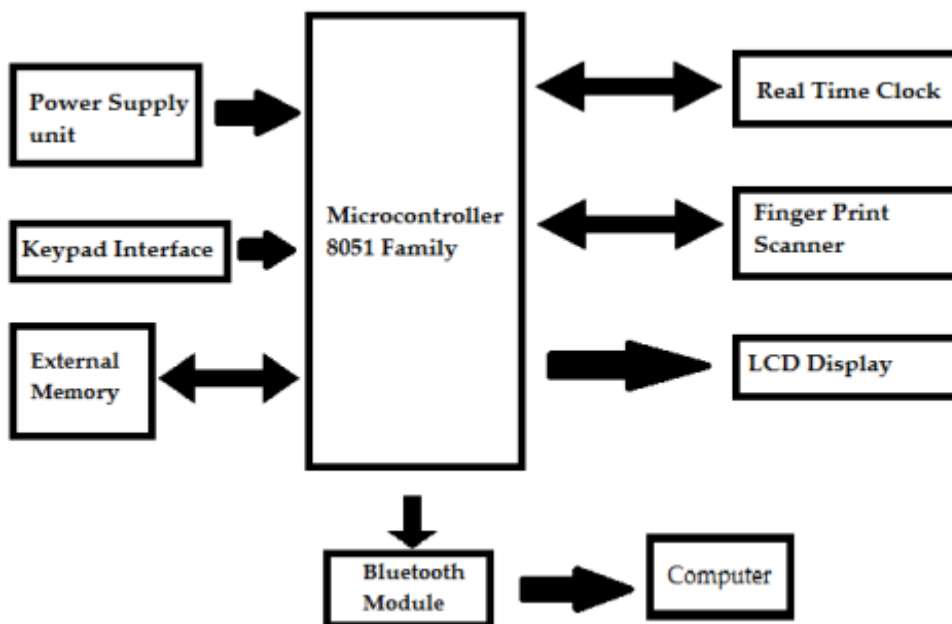 Power Supply
unit
Keypad Interface
External
Memory
Microcontroller
8051 Family
Real Time Clock
Finger Print
Scanner
LCD Display
Bluetooth
Module
Computer